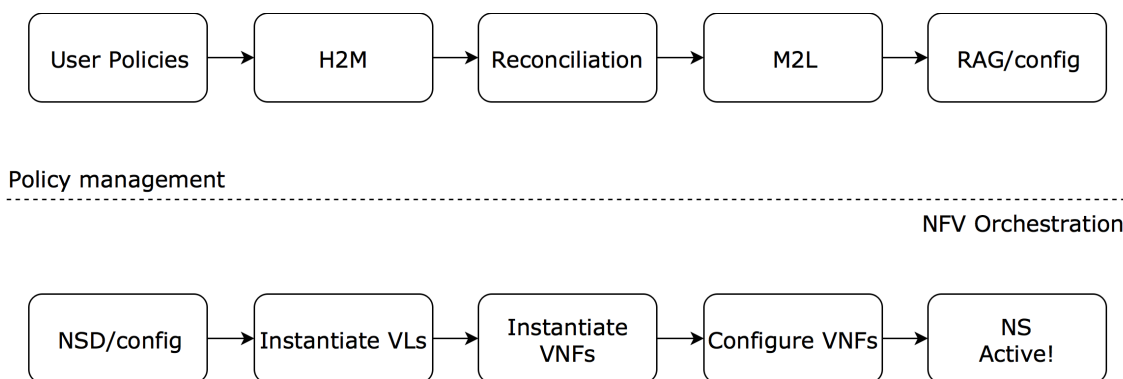 User Policies
H2M
Reconciliation
M2L
RAG/config
Policy management
NFV Orchestration
NSD/config
Instantiate VLs
Instantiate
VNFs
Configure VNFs
NS
Active!